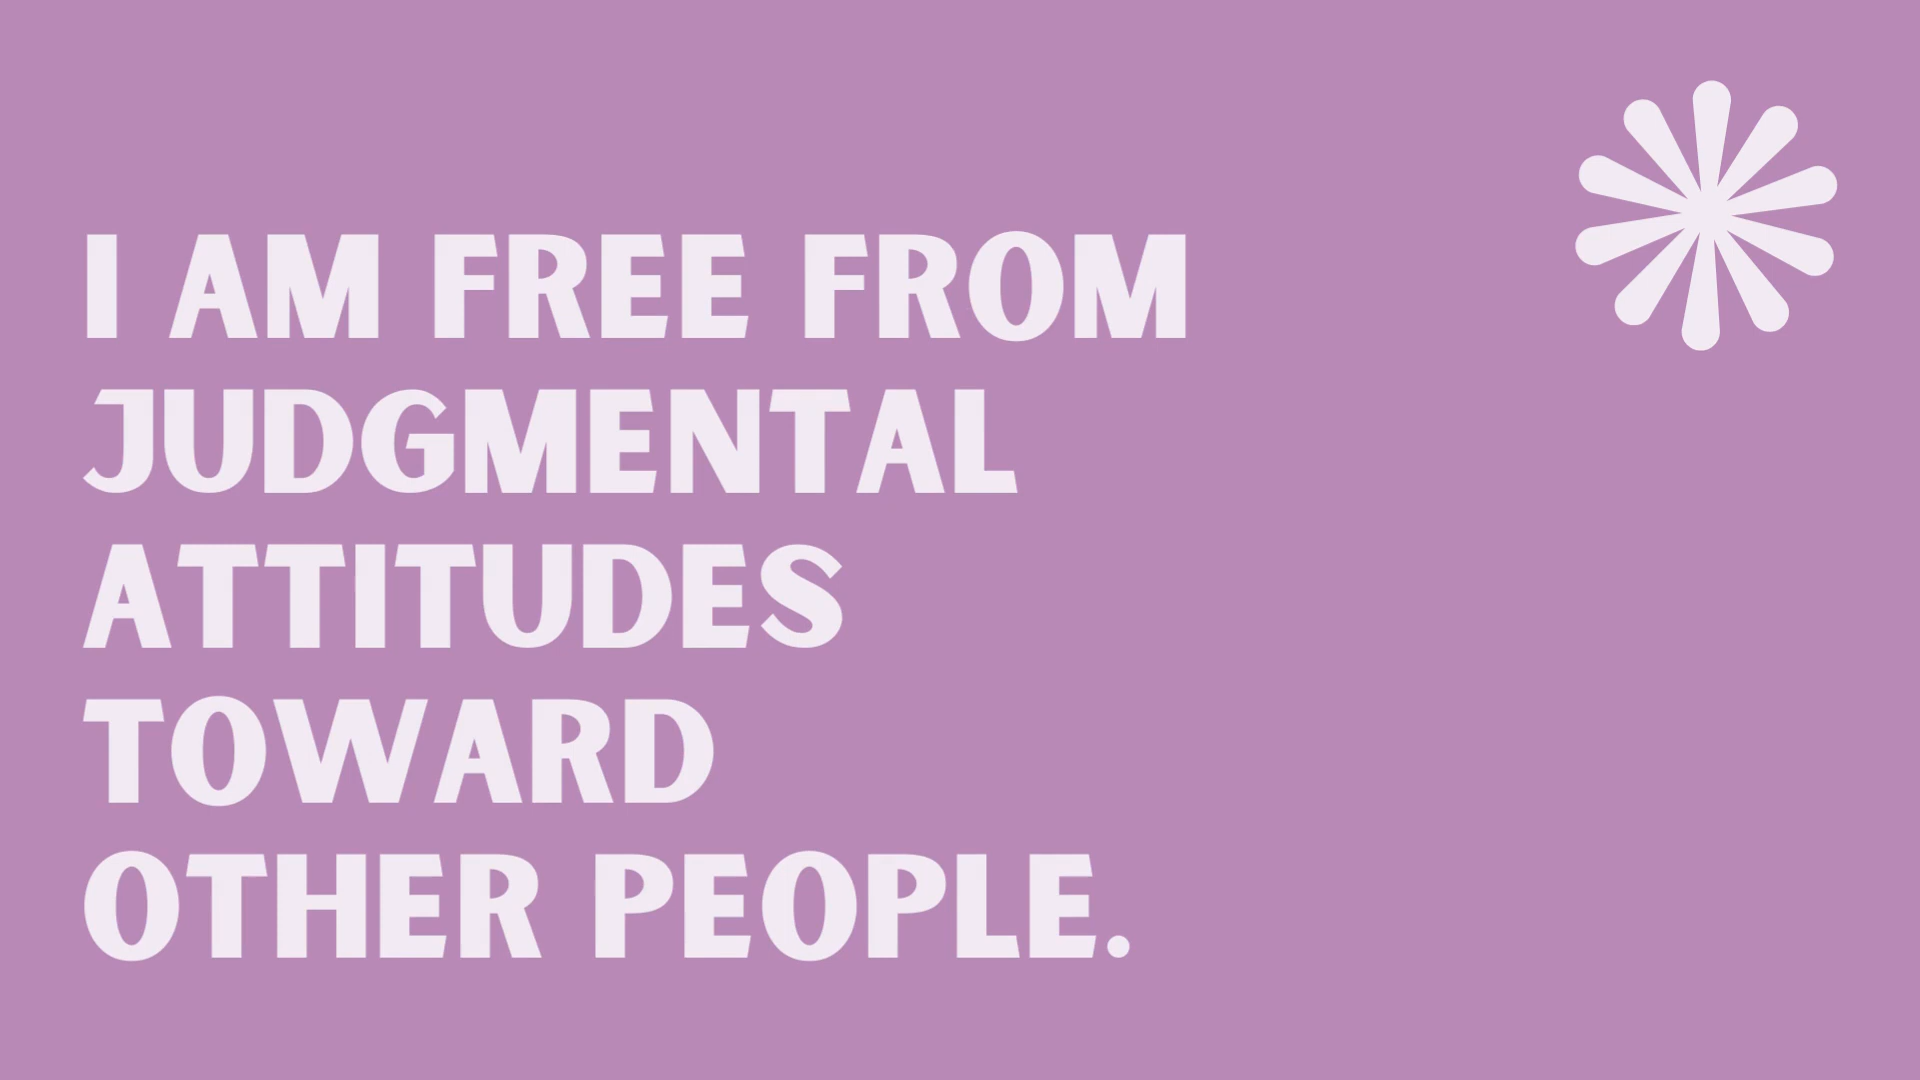 I AM FREE FROM
JUDGMENTAL
ATTITUDES
TOWARD
OTHER PEOPLE.